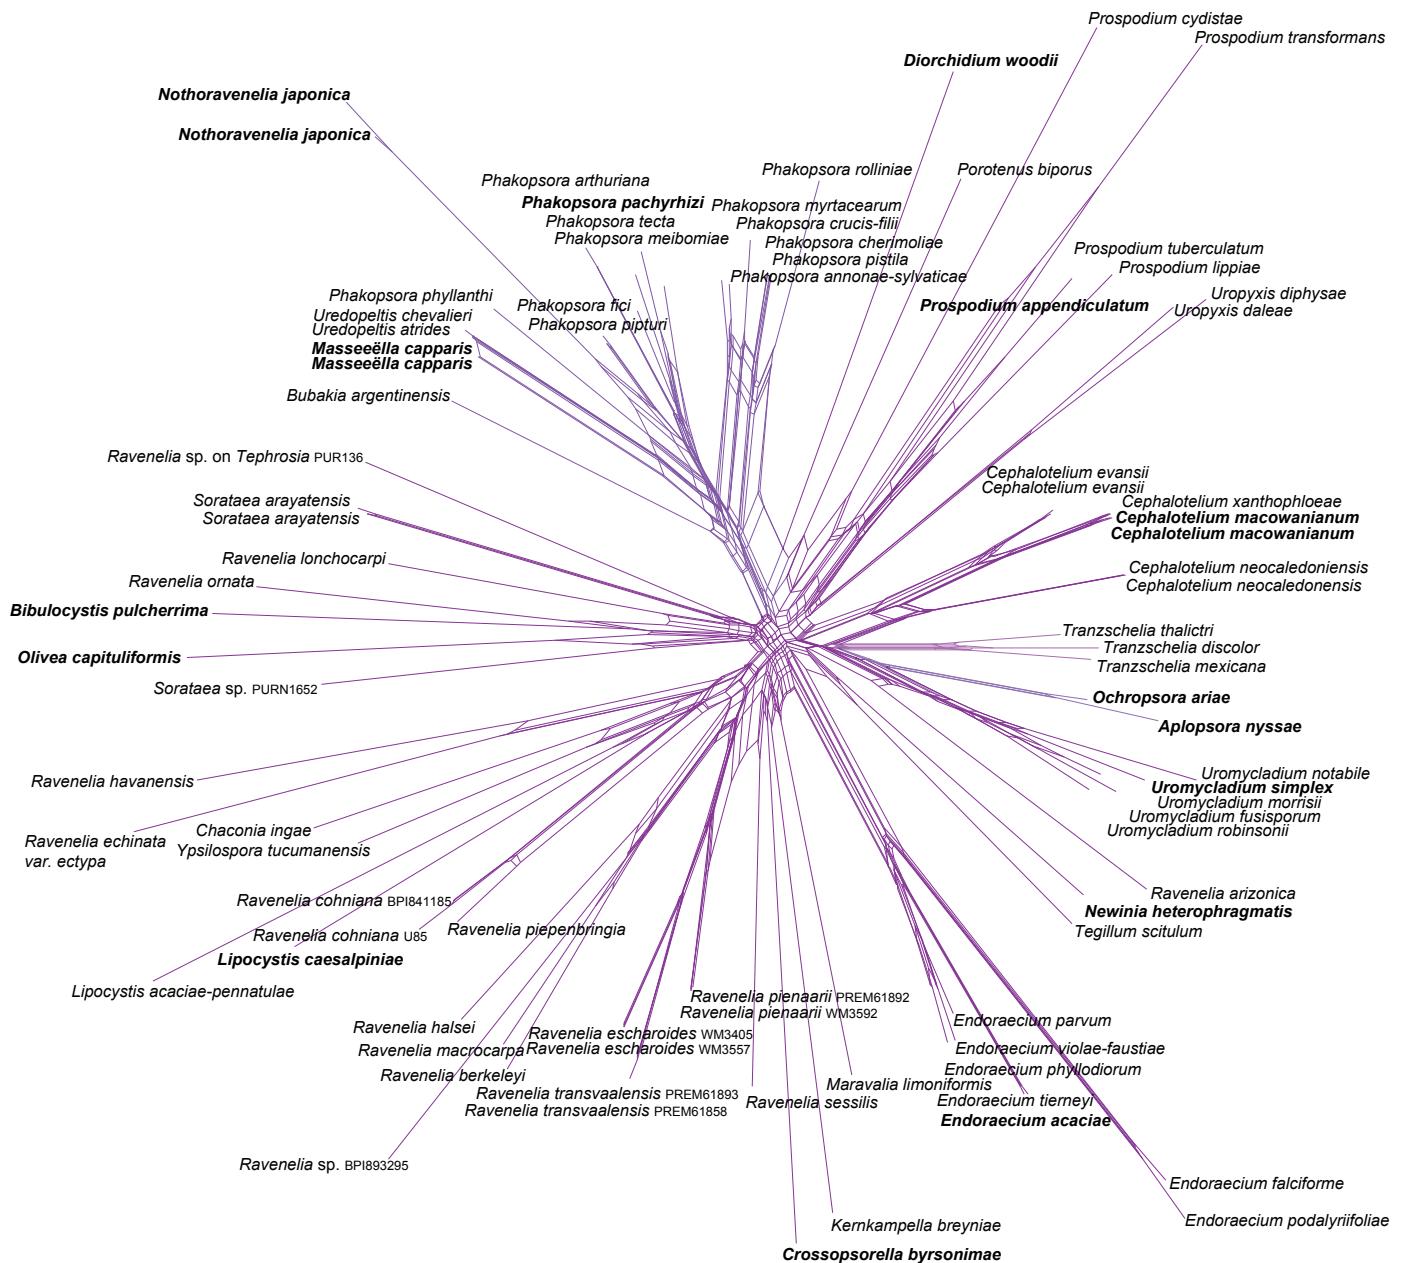 Prospodium cydistae
Prospodium transformans
Diorchidium woodii
Nothoravenelia japonica
Nothoravenelia japonica
Phakopsora rolliniae
Porotenus biporus
Phakopsora arthuriana
Phakopsora pachyrhizi
Phakopsora myrtacearum
Phakopsora tecta
Phakopsora crucis-filii
Phakopsora meibomiae
Phakopsora cherimoliae
Prospodium tuberculatum
Phakopsora pistila
Prospodium lippiae
Phakopsora annonae-sylvaticae
Phakopsora phyllanthi
Phakopsora fici
Prospodium appendiculatum
Uropyxis diphysae
Uredopeltis chevalieri
Uropyxis daleae
Uredopeltis atrides
Phakopsora pipturi
Masseeëlla capparis
Masseeëlla capparis
Bubakia argentinensis
Ravenelia sp. on Tephrosia PUR136
Cephalotelium evansii
Cephalotelium evansii
Sorataea arayatensis
Cephalotelium xanthophloeae
Sorataea arayatensis
Cephalotelium macowanianum
Cephalotelium macowanianum
Ravenelia lonchocarpi
Cephalotelium neocaledoniensis
Ravenelia ornata
Cephalotelium neocaledonensis
Bibulocystis pulcherrima
Tranzschelia thalictri
Tranzschelia discolor
Olivea capituliformis
Tranzschelia mexicana
Sorataea sp. PURN1652
Ochropsora ariae
Aplopsora nyssae
Ravenelia havanensis
Uromycladium notabile
Uromycladium simplex
Uromycladium morrisii
Uromycladium fusisporum
Uromycladium robinsonii
Chaconia ingae
Ravenelia echinata
var. ectypa
Ypsilospora tucumanensis
Ravenelia cohniana BPI841185
Ravenelia arizonica
Newinia heterophragmatis
Ravenelia cohniana U85
Ravenelia piepenbringia
Tegillum scitulum
Lipocystis caesalpiniae
Lipocystis acaciae-pennatulae
Ravenelia pienaarii PREM61892
Ravenelia pienaarii WM3592
Ravenelia halsei
Ravenelia escharoides WM3405
Endoraecium parvum
Ravenelia macrocarpa
Ravenelia escharoides WM3557
Endoraecium violae-faustiae
Ravenelia berkeleyi
Endoraecium phyllodiorum
Ravenelia transvaalensis PREM61893
Maravalia limoniformis
Ravenelia transvaalensis PREM61858
Ravenelia sessilis
Endoraecium tierneyi
Endoraecium acaciae
Ravenelia sp. BPI893295
Endoraecium falciforme
Kernkampella breyniae
Endoraecium podalyriifoliae
Crossopsorella byrsonimae